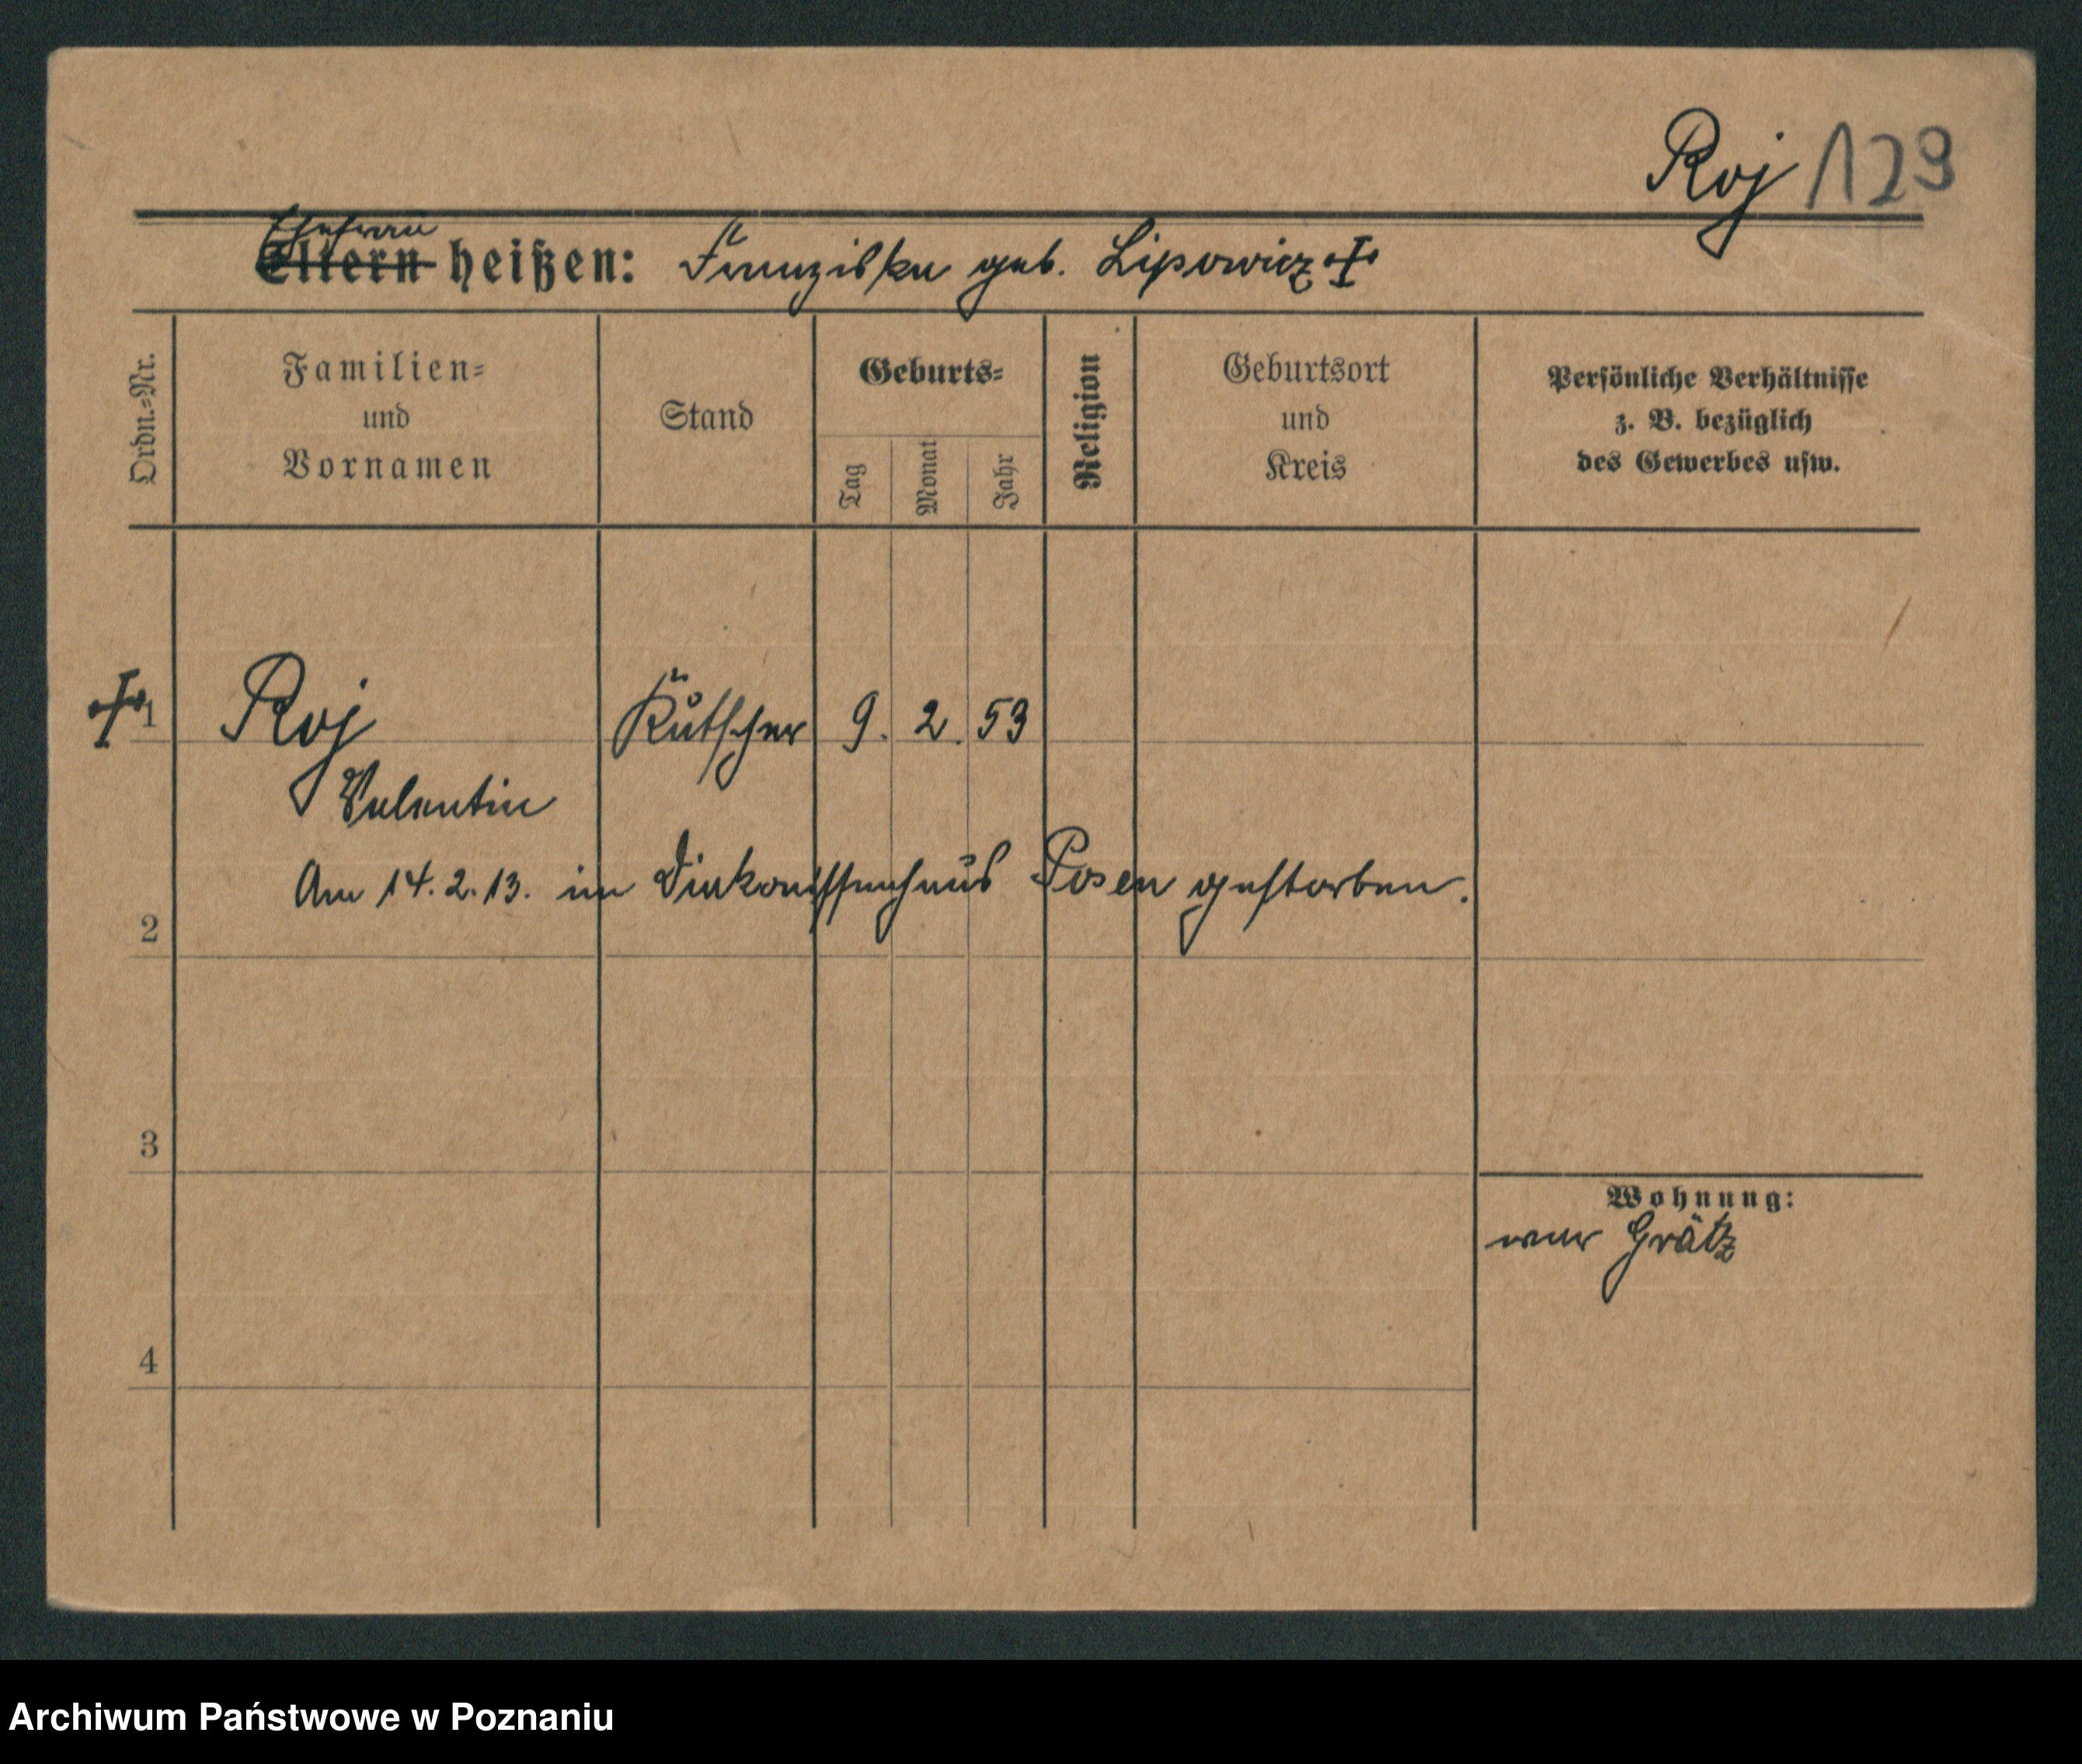 Roj 129
Ehefrau
Eltern heißen: Franziska geb. Lipowicz +
Ordn.=Nr.
Familien=
und
Vornamen
Stand
Geburts=
Tag
Monat
Jahr
Religion
Geburtsort
und
Kreis
Persönliche Verhältnisse
z. B. bezüglich
des Gewerbes usw.
+ 1 Roj Kutscher 9. 2. 53
Valentin
Am 14. 2. 13. im Diakonissenhaus Posen gestorben.
2
3
Wohnung:
war Grätz
4
Archiwum Państwowe w Poznaniu